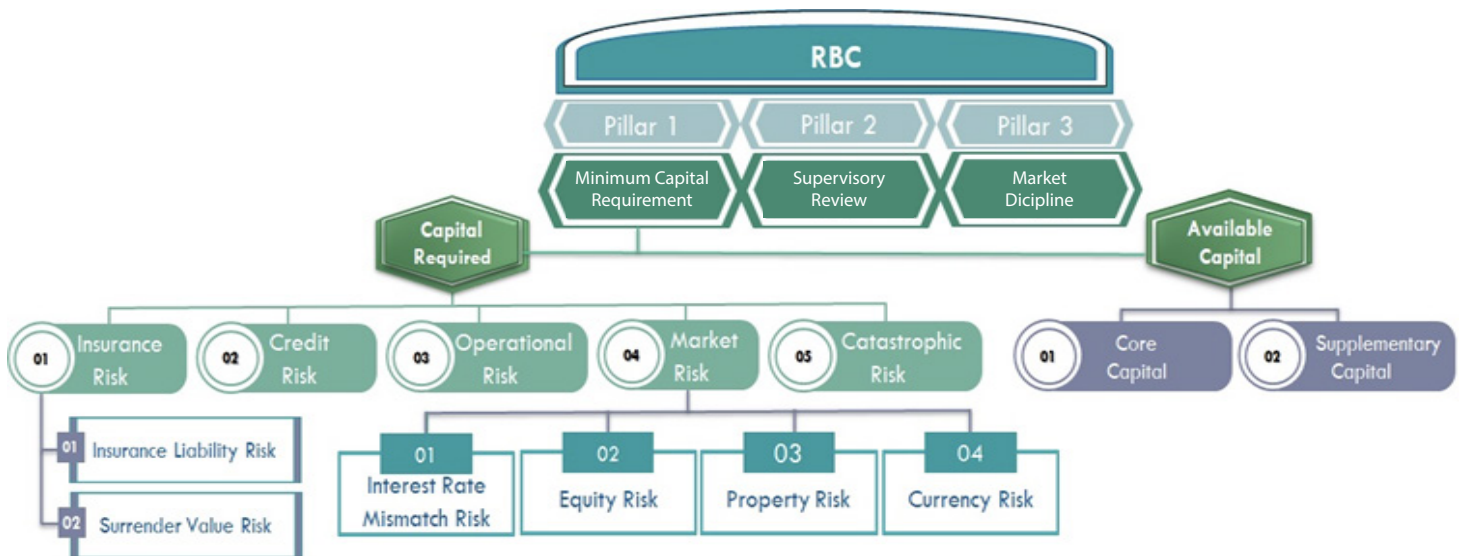 RBC
Pillar 1
Pillar 2
Pillar 3
Minimum Capital
Requirement
Supervisory
Review
Market
Dicipline
Capital
Required
Available
Capital
01
Insurance
Risk
02
Credit
Risk
03
Operational
Risk
04
Market
Risk
05
Catastrophic
Risk
01
Core
Capital
02
Supplementary
Capital
01
Insurance Liability Risk
02
Surrender Value Risk
01
Interest Rate
Mismatch Risk
02
Equity Risk
03
Property Risk
04
Currency Risk